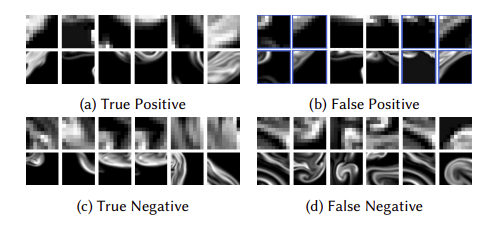 (a) True Positive
(b) False Positive
(c) True Negative
(d) False Negative